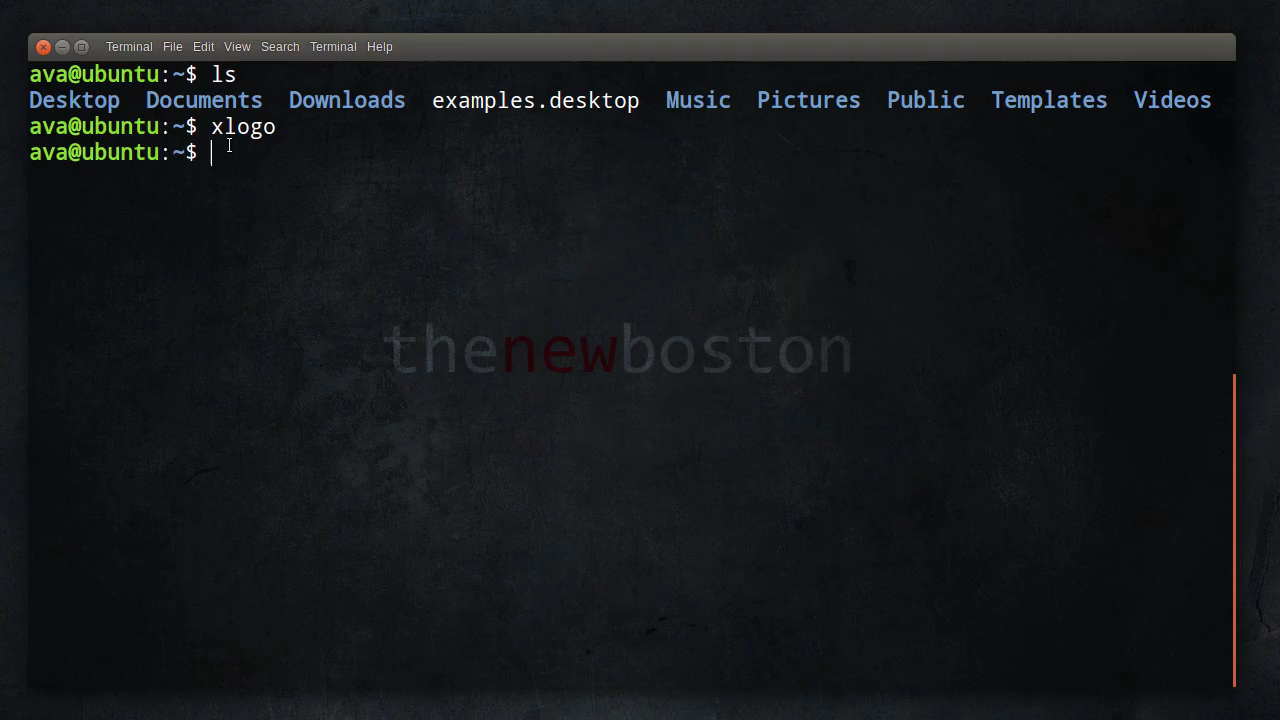 Terminal File Edit View Search Terminal Help
ava@ubuntu:~$ ls
Desktop Documents Downloads examples.desktop Music Pictures Public Templates Videos
ava@ubuntu:~$ xlogo
ava@ubuntu:~$
thenewboston